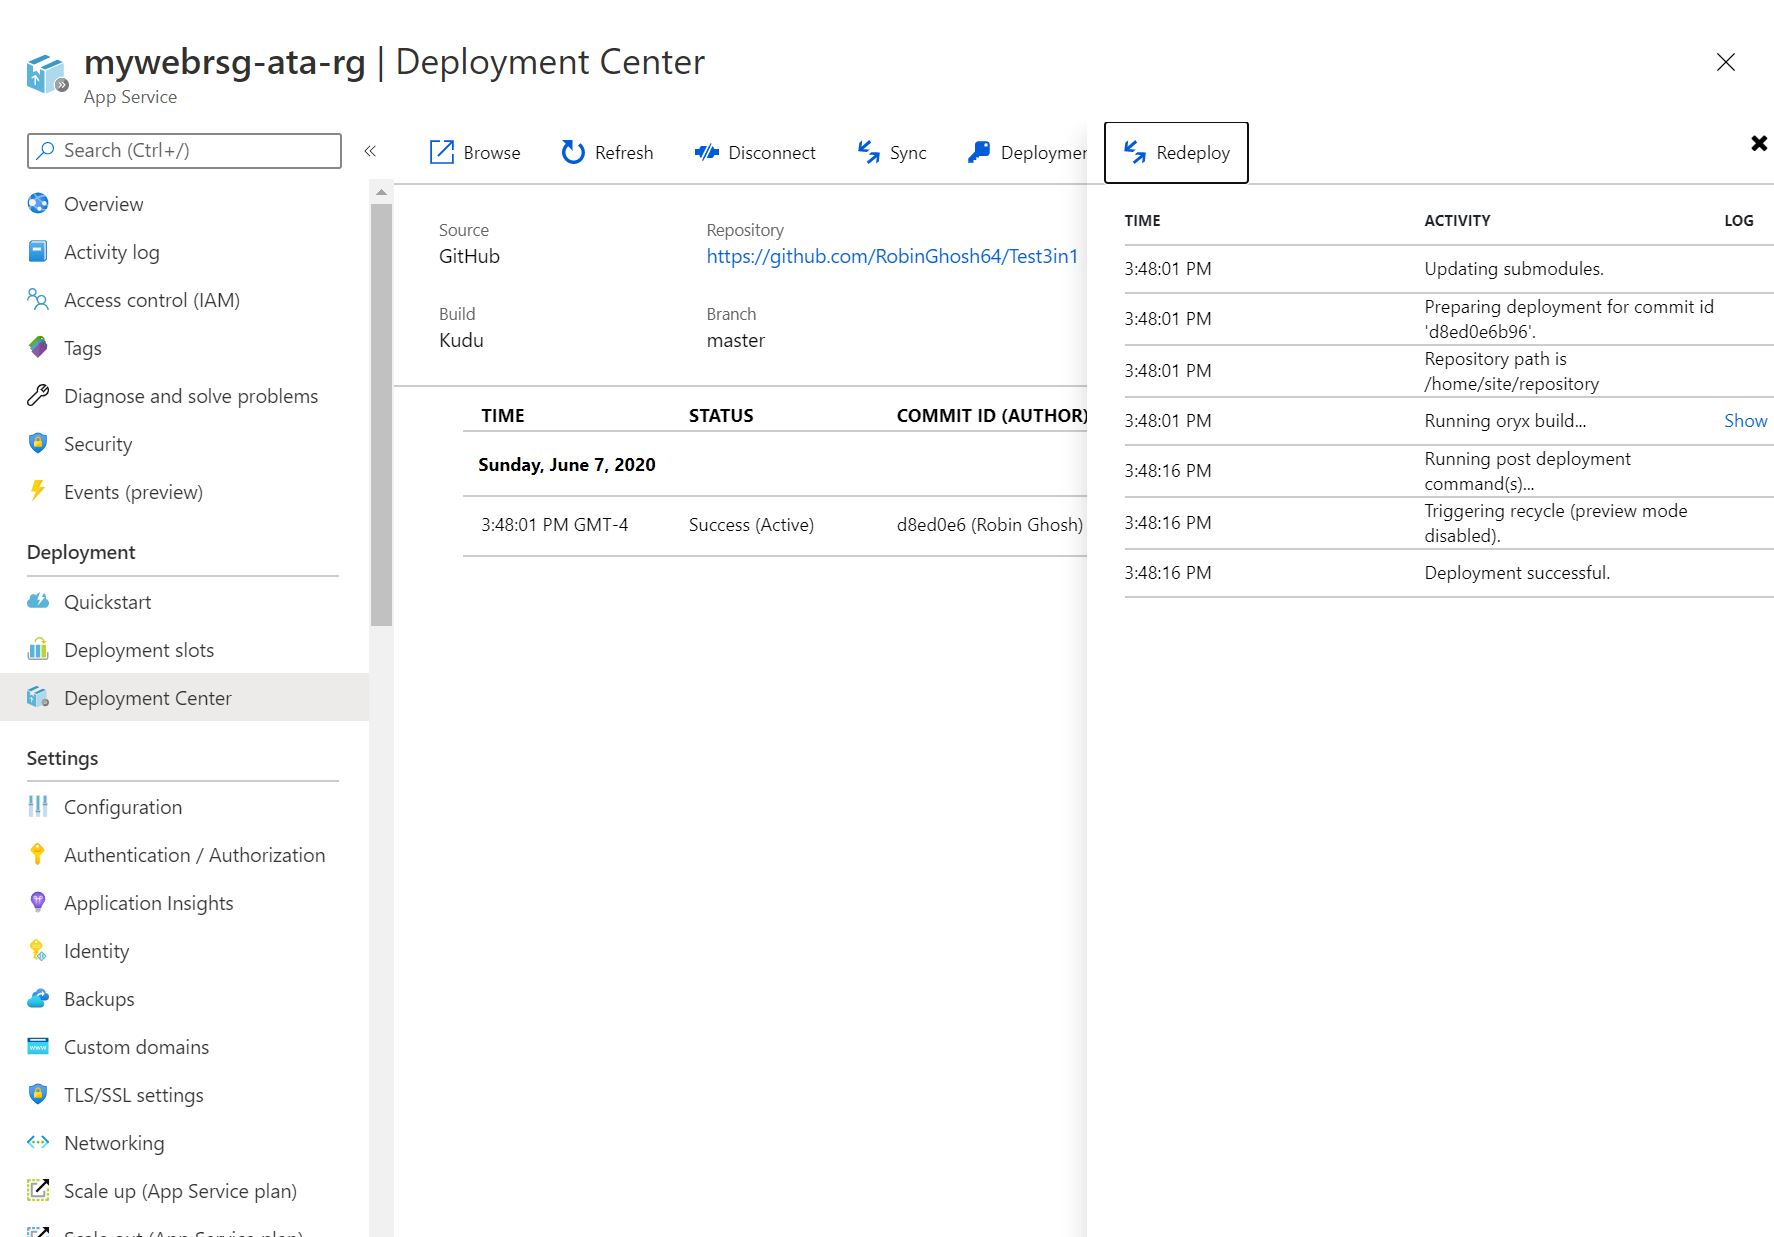 mywebrsg-ata-rg | Deployment Center
App Service
Search (Ctrl+/)
«
Overview
Activity log
Access control (IAM)
Tags
Diagnose and solve problems
Security
Events (preview)
Deployment
Quickstart
Deployment slots
Deployment Center
Settings
Configuration
Authentication / Authorization
Application Insights
Identity
Backups
Custom domains
TLS/SSL settings
Networking
Scale up (App Service plan)
Scale out (App Service plan)
Browse Refresh Disconnect Sync Deploymen
Source Repository
GitHub https://github.com/RobinGhosh64/Test3in1
Build Branch
Kudu master
TIME STATUS COMMIT ID (AUTHOR)
Sunday, June 7, 2020
3:48:01 PM GMT-4 Success (Active) d8ed0e6 (Robin Ghosh)
Redeploy
TIME ACTIVITY LOG
3:48:01 PM Updating submodules.
3:48:01 PM Preparing deployment for commit id
'd8ed0e6b96'.
3:48:01 PM Repository path is
/home/site/repository
3:48:01 PM Running oryx build... Show
3:48:16 PM Running post deployment
command(s)...
3:48:16 PM Triggering recycle (preview mode
disabled).
3:48:16 PM Deployment successful.